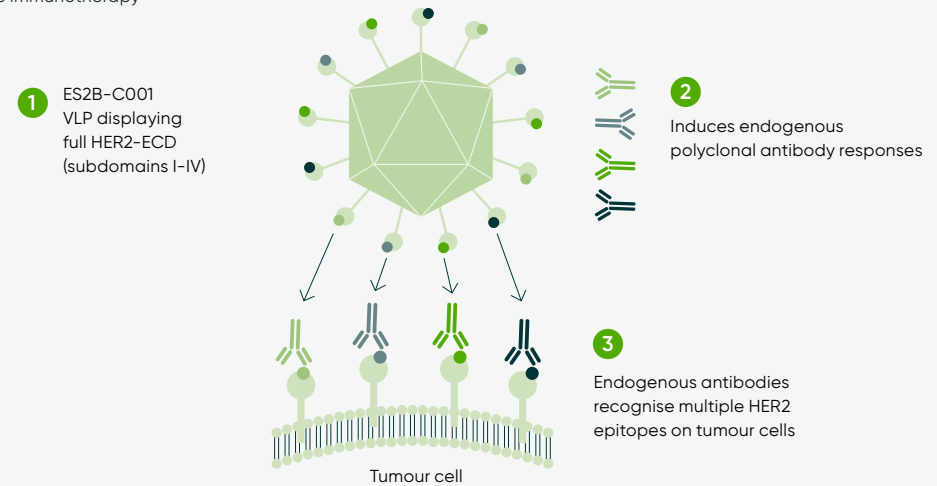 immunotherapy
1
ES2B-C001
VLP displaying
full HER2-ECD
(subdomains I-IV)
2
Induces endogenous
polyclonal antibody responses
3
Endogenous antibodies
recognise multiple HER2
epitopes on tumour cells
Tumour cell